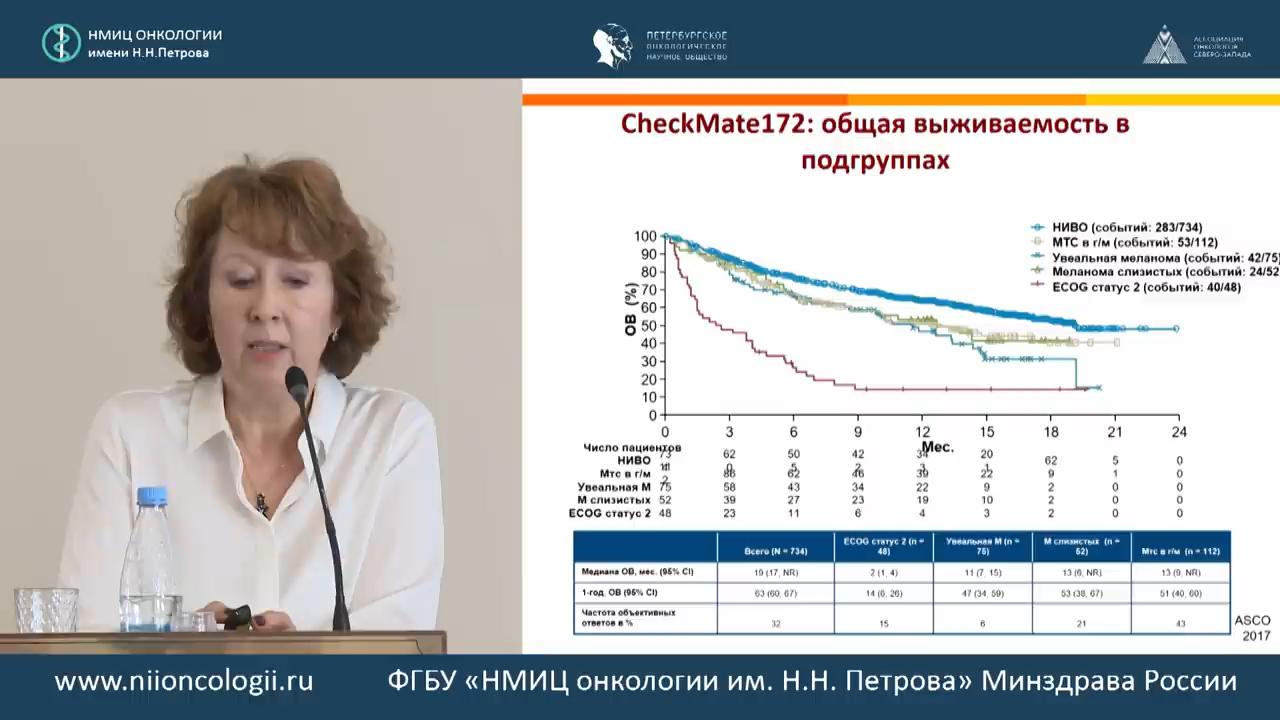 НМИЦ ОНКОЛОГИИ
имени Н.Н.Петрова
ПЕТЕРБУРГСКОЕ
ОНКОЛОГИЧЕСКОЕ
НАУЧНОЕ ОБЩЕСТВО
АССОЦИАЦИЯ
ОНКОЛОГОВ
СЕВЕРО-ЗАПАДА
CheckMate172: общая выживаемость в
подгруппах
НИВО (событий: 283/734)
МТС в г/м (событий: 53/112)
Увеальная меланома (событий: 42/75
Меланома слизистых (событий: 24/52
ECOG статус 2 (событий: 40/48)
ОВ (%)
100
90
80
70
60
50
40
30
20
10
0
0 3 6 9 12 15 18 21 24
Мес.
Число пациентов
НИВО 62 5 0
Мтс в г/м 22 9 1 0
Увеальная М 75 58 43 34 22 9 2 0 0
М слизистых 52 39 27 23 19 10 2 0 0
ECOG статус 2 48 23 11 6 4 3 2 0 0
Всего (N = 734) ECOG статус 2 (n = 48) Увеальная М (n = 75) М слизистых (n = 52) Мтс в г/м (n = 112)
Медиана ОВ, мес. (95% CI) 19 (17, NR) 2 (1, 4) 11 (7, 15) 13 (6, NR) 13 (9, NR)
1-год. ОВ (95% CI) 63 (60, 67) 14 (6, 26) 47 (34, 59) 53 (38, 67) 51 (40, 60)
Частота объективных
ответов в % 32 15 6 21 43
ASCO
2017
www.niioncologii.ru
ФГБУ «НМИЦ онкологии им. Н.Н. Петрова» Минздрава России